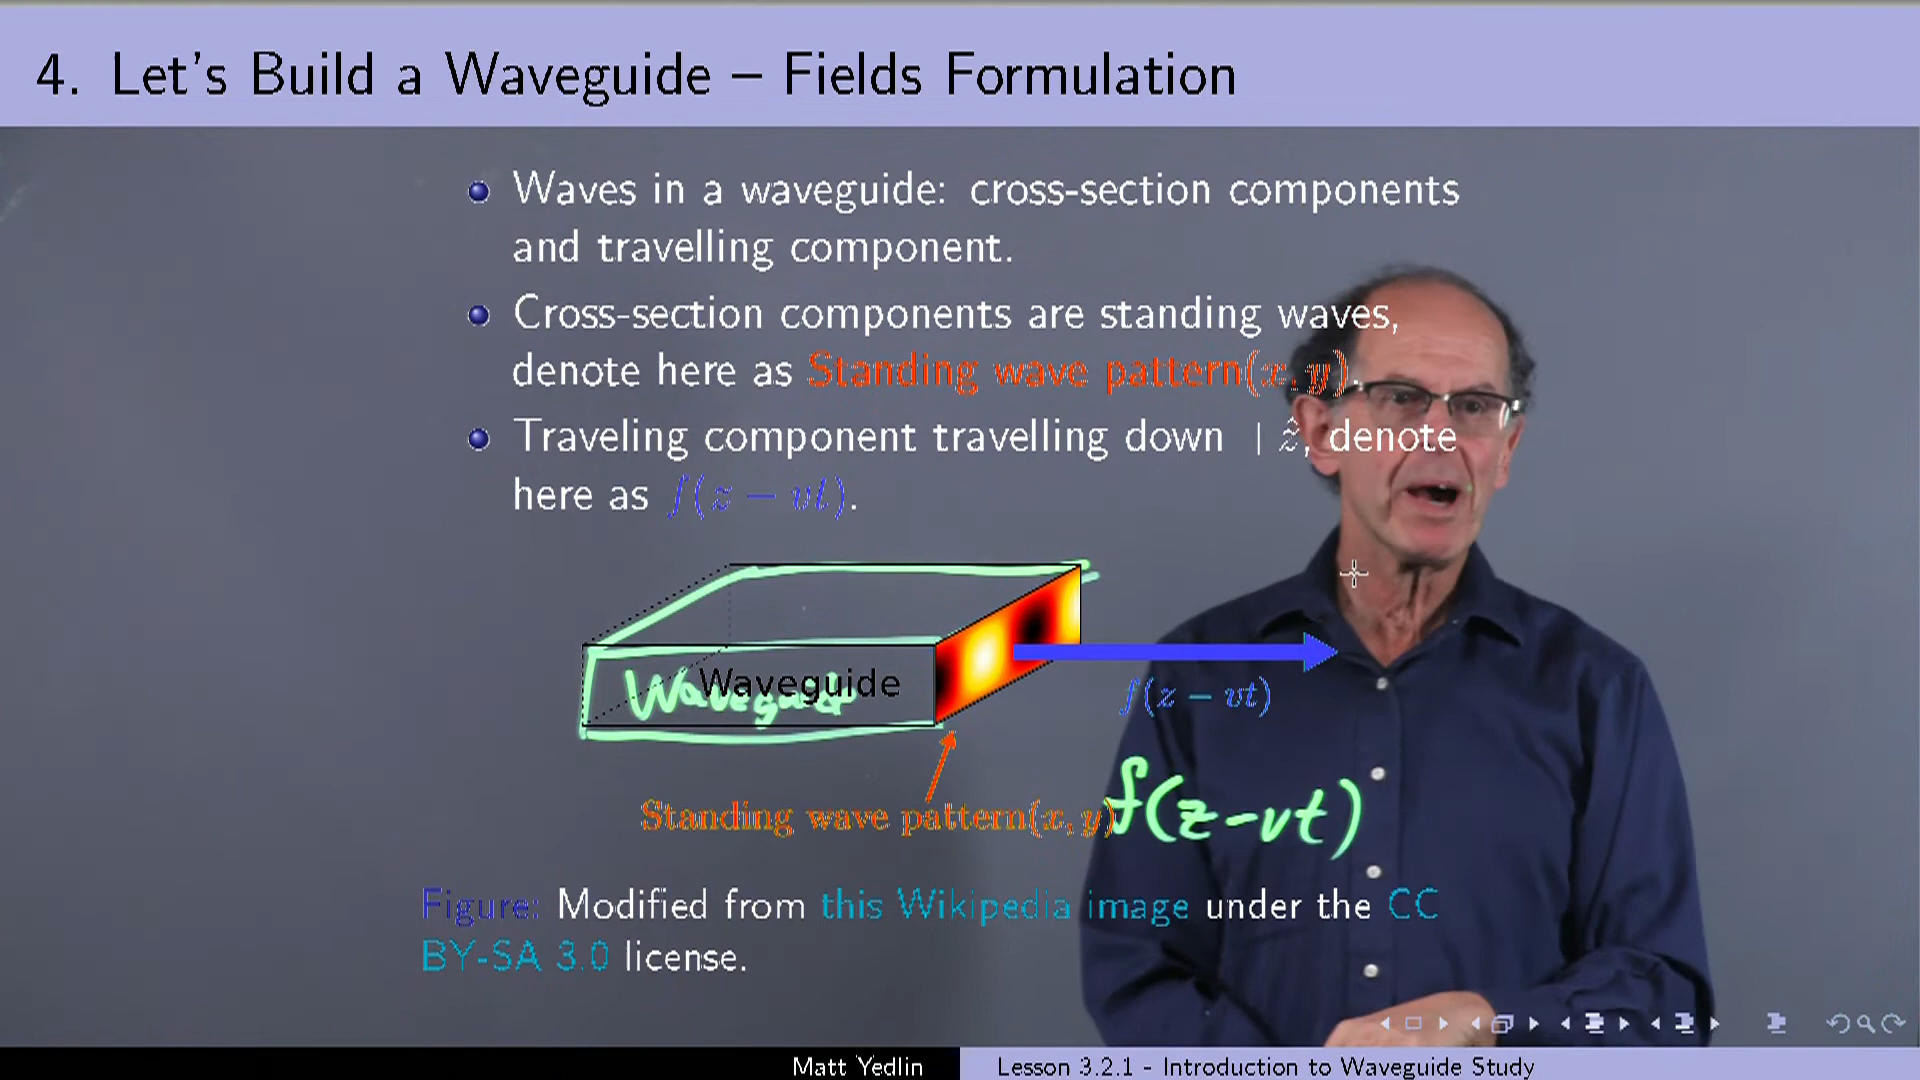 4. Let's Build a Waveguide – Fields Formulation
Waves in a waveguide: cross-section components
and travelling component.
Cross-section components are standing waves,
denote here as Standing wave pattern(x, y).
Traveling component travelling down | ẑ, denote
here as f(z − vt).
Waveguide
Waveguide
f(z − vt)
Standing wave pattern(x, y)
f(z-vt)
Figure: Modified from this Wikipedia image under the CC
BY-SA 3.0 license.
Matt Yedlin
Lesson 3.2.1 - Introduction to Waveguide Study